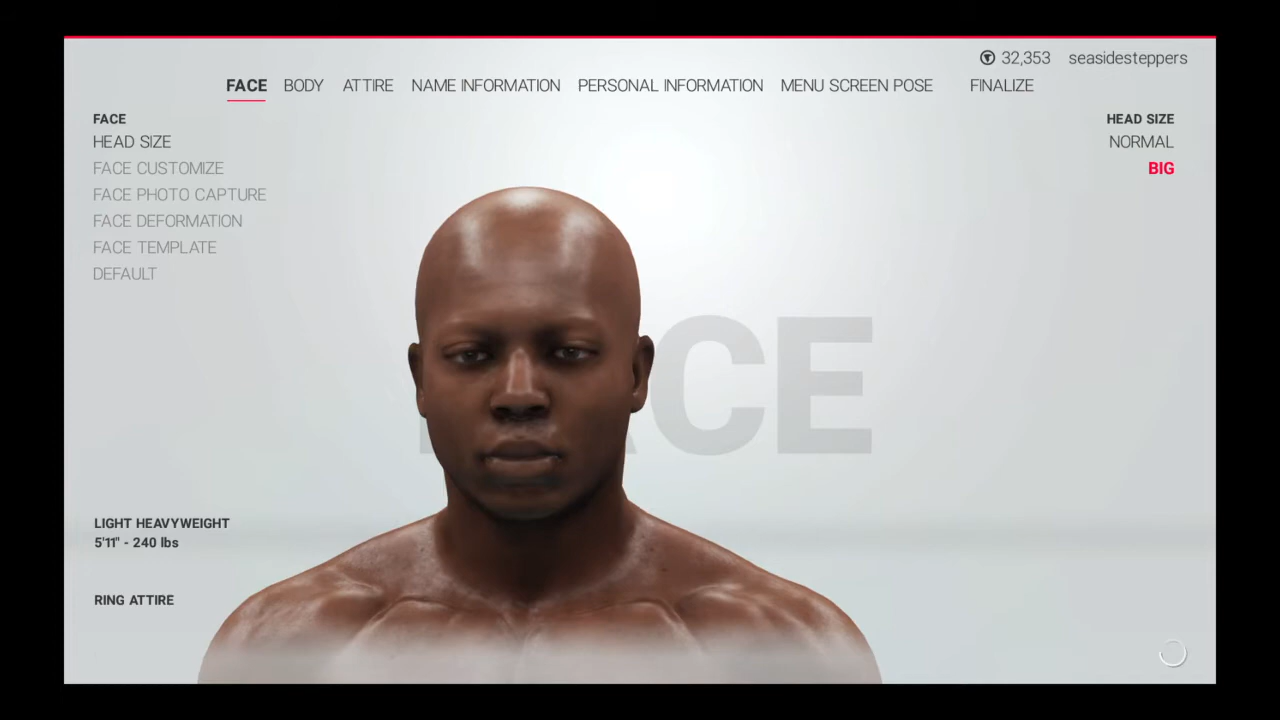 32,353 seasidesteppers
FACE BODY ATTIRE NAME INFORMATION PERSONAL INFORMATION MENU SCREEN POSE FINALIZE
FACE
HEAD SIZE
FACE CUSTOMIZE
FACE PHOTO CAPTURE
FACE DEFORMATION
FACE TEMPLATE
DEFAULT
HEAD SIZE
NORMAL
BIG
FACE
LIGHT HEAVYWEIGHT
5'11" - 240 lbs
RING ATTIRE